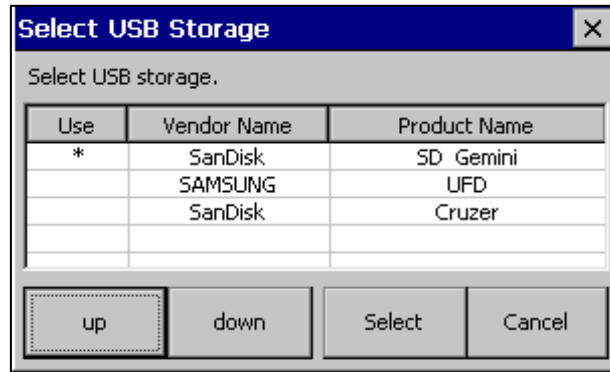 Select USB Storage
Select USB storage.
Use Vendor Name Product Name
* SanDisk SD Gemini
SAMSUNG UFD
SanDisk Cruzer
up down Select Cancel